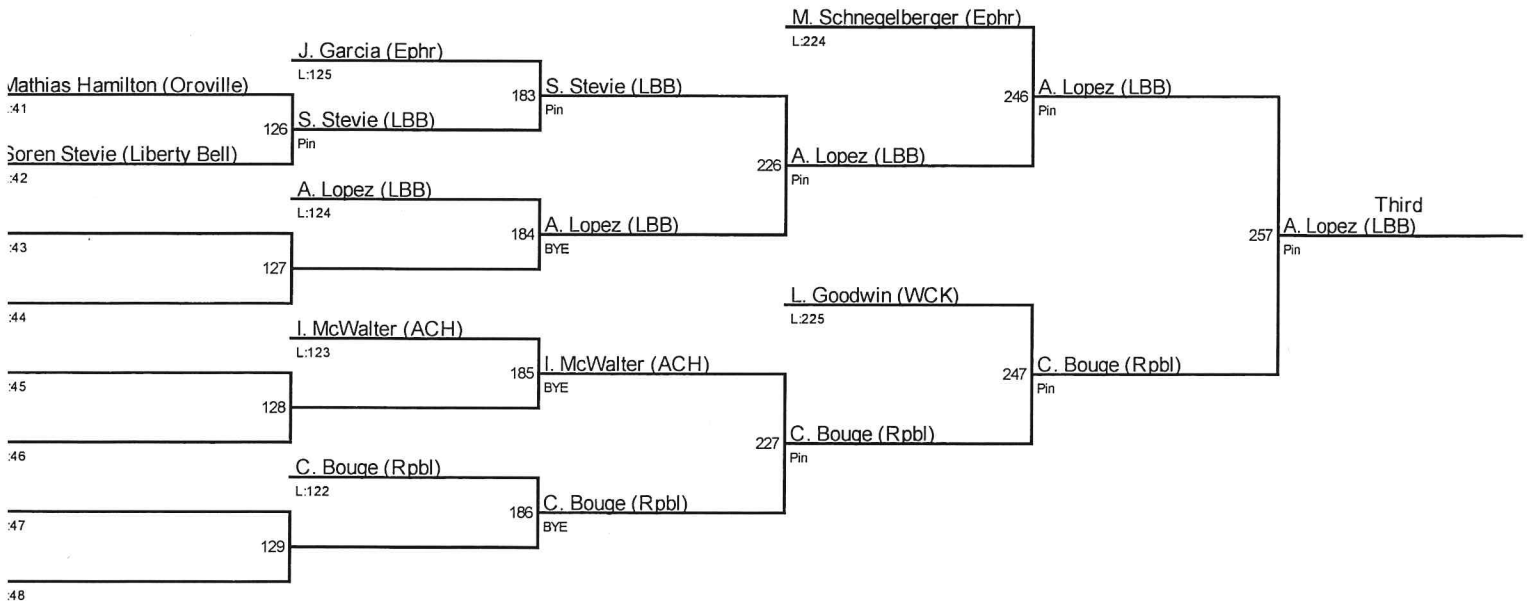 M. Schnegelberger (Ephr)
L:224
J. Garcia (Ephr)
L:125
Mathias Hamilton (Oroville)
:41
183
S. Stevie (LBB)
Pin
246
A. Lopez (LBB)
Pin
126
S. Stevie (LBB)
Pin
Soren Stevie (Liberty Bell)
:42
226
A. Lopez (LBB)
Pin
A. Lopez (LBB)
L:124
Third
184
A. Lopez (LBB)
BYE
257
A. Lopez (LBB)
Pin
:43
127
:44
L. Goodwin (WCK)
L:225
I. McWalter (ACH)
L:123
185
I. McWalter (ACH)
BYE
247
C. Bouge (Rpbl)
Pin
:45
128
:46
227
C. Bouge (Rpbl)
Pin
C. Bouge (Rpbl)
L:122
186
C. Bouge (Rpbl)
BYE
:47
129
:48